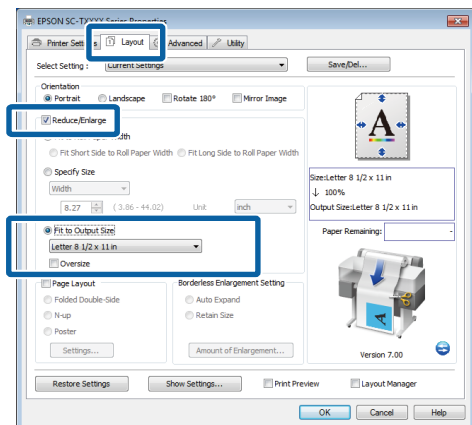 EPSON SC-TXXXX Series Properties
Layout
Advanced
Utility
Select Setting :
Current Settings
Save/Del...
Orientation
Portrait
Landscape
Rotate 180°
Mirror Image
Reduce/Enlarge
Fit Short Side to Roll Paper Width
Fit Long Side to Roll Paper Width
Specify Size
Width
8.27
( 3.86 - 44.02)
Unit
inch
Fit to Output Size
Letter 8 1/2 x 11 in
Oversize
Page Layout
Folded Double-Side
N-up
Poster
Settings...
Borderless Enlargement Setting
Auto Expand
Retain Size
Amount of Enlargement...
A
Size:Letter 8 1/2 x 11 in
↓ 100%
Output Size:Letter 8 1/2 x 11 in
Paper Remaining:
-
Version 7.00
Restore Settings
Show Settings...
Print Preview
Layout Manager
OK
Cancel
Help